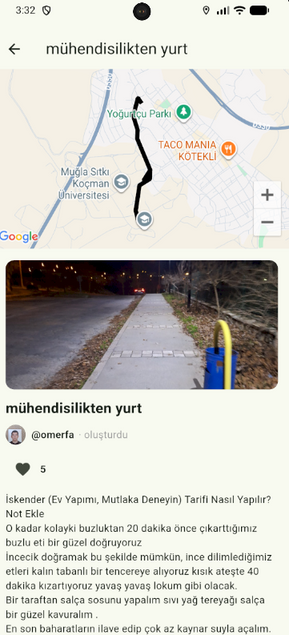 3:32
mühendisilikten yurt
Yoğurtçu Parkı
TACO MANIA
KÖTEKLİ
Muğla Sıtkı
Koçman
Üniversitesi
+
−
Google
mühendisilikten yurt
@omerfa · oluşturdu
5
İskender (Ev Yapımı, Mutlaka Deneyin) Tarifi Nasıl Yapılır?
Not Ekle
O kadar kolayki buzluktan 20 dakika önce çıkarttığımız
buzlu eti bir güzel doğruyoruz
İncecik doğramak bu şekilde mümkün, ince dilimlediğimiz
etleri kalın tabanlı bir tencereye alıyoruz kısık ateşte 40
dakika kızartıyoruz yavaş yavaş lokum gibi olacak.
Bir taraftan salça sosunu yapalım sıvı yağ tereyağı salça
bir güzel kavuralım .
En son baharatların ilave edip çok az kaynar suyla açalım.